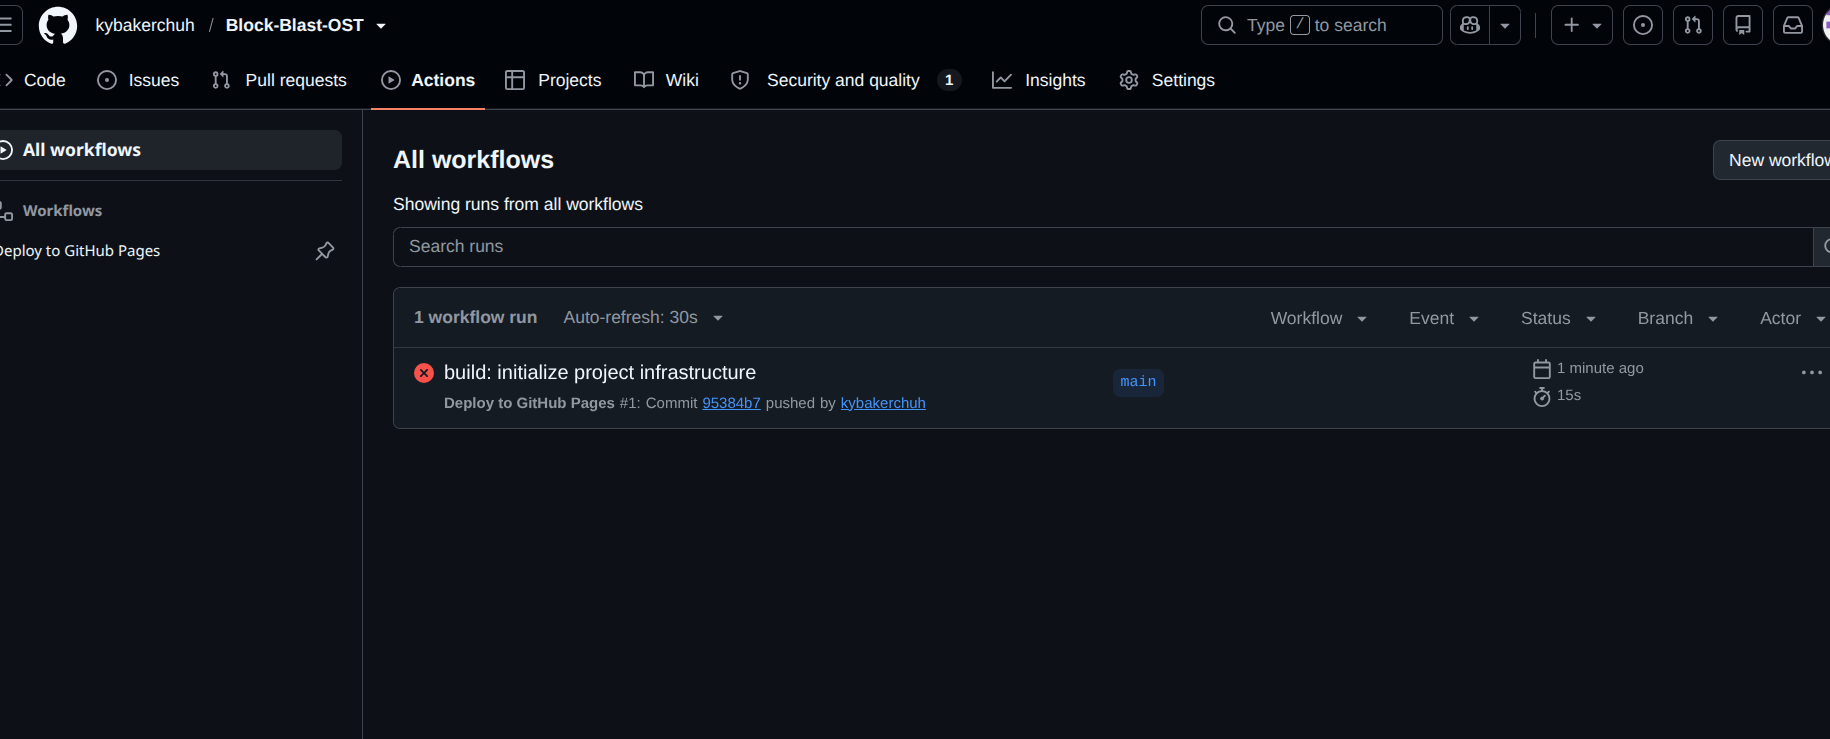 kybakerchuh / Block-Blast-OST
Type / to search
Code Issues Pull requests Actions Projects Wiki Security and quality 1 Insights Settings
All workflows
Workflows
Deploy to GitHub Pages
All workflows
New workflow
Showing runs from all workflows
Search runs
1 workflow run Auto-refresh: 30s Workflow Event Status Branch Actor
build: initialize project infrastructure
Deploy to GitHub Pages #1: Commit 95384b7 pushed by kybakerchuh
main
1 minute ago
15s